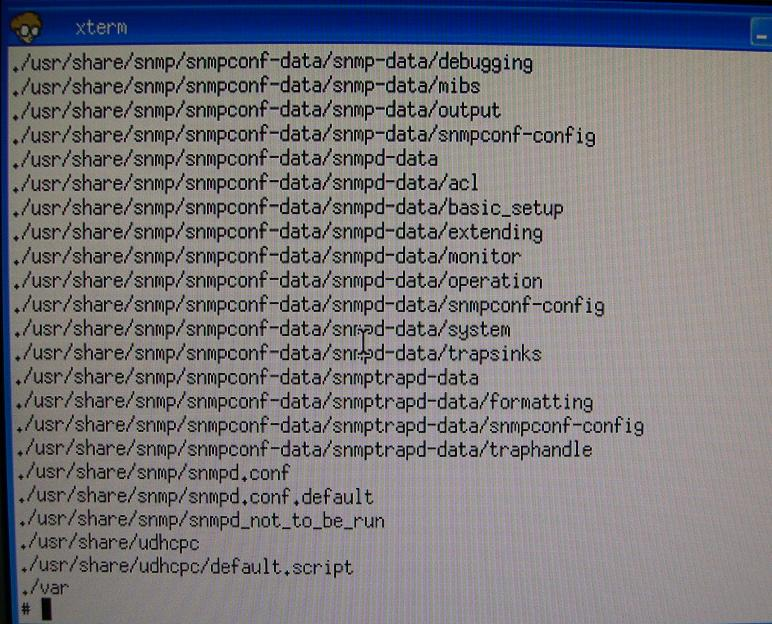 xterm
./usr/share/snmp/snmpconf-data/snmp-data/debugging
./usr/share/snmp/snmpconf-data/snmp-data/mibs
./usr/share/snmp/snmpconf-data/snmp-data/output
./usr/share/snmp/snmpconf-data/snmp-data/snmpconf-config
./usr/share/snmp/snmpconf-data/snmpd-data
./usr/share/snmp/snmpconf-data/snmpd-data/acl
./usr/share/snmp/snmpconf-data/snmpd-data/basic_setup
./usr/share/snmp/snmpconf-data/snmpd-data/extending
./usr/share/snmp/snmpconf-data/snmpd-data/monitor
./usr/share/snmp/snmpconf-data/snmpd-data/operation
./usr/share/snmp/snmpconf-data/snmpd-data/snmpconf-config
./usr/share/snmp/snmpconf-data/snmpd-data/system
./usr/share/snmp/snmpconf-data/snmpd-data/trapsinks
./usr/share/snmp/snmpconf-data/snmptrapd-data
./usr/share/snmp/snmpconf-data/snmptrapd-data/formatting
./usr/share/snmp/snmpconf-data/snmptrapd-data/snmpconf-config
./usr/share/snmp/snmpconf-data/snmptrapd-data/traphandle
./usr/share/snmp/snmpd.conf
./usr/share/snmp/snmpd.conf.default
./usr/share/snmp/snmpd_not_to_be_run
./usr/share/udhcpc
./usr/share/udhcpc/default.script
./var
#